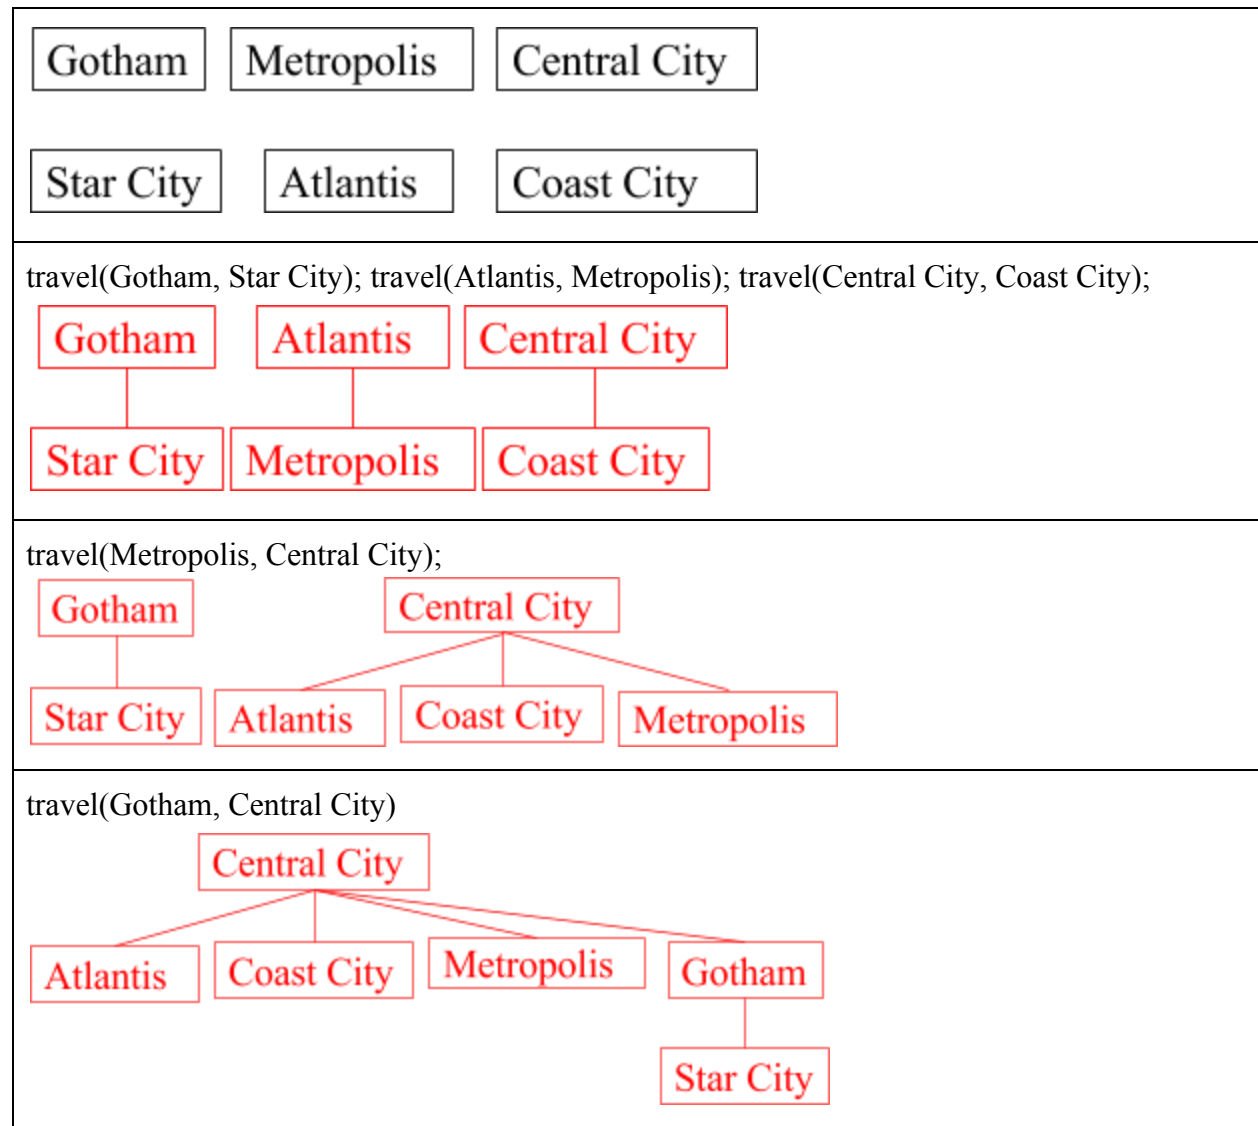 Gotham Metropolis Central City
Star City Atlantis Coast City
travel(Gotham, Star City); travel(Atlantis, Metropolis); travel(Central City, Coast City);
Gotham Atlantis Central City
Star City Metropolis Coast City
travel(Metropolis, Central City);
Gotham Central City
Star City Atlantis Coast City Metropolis
travel(Gotham, Central City)
Central City
Atlantis Coast City Metropolis Gotham
Star City